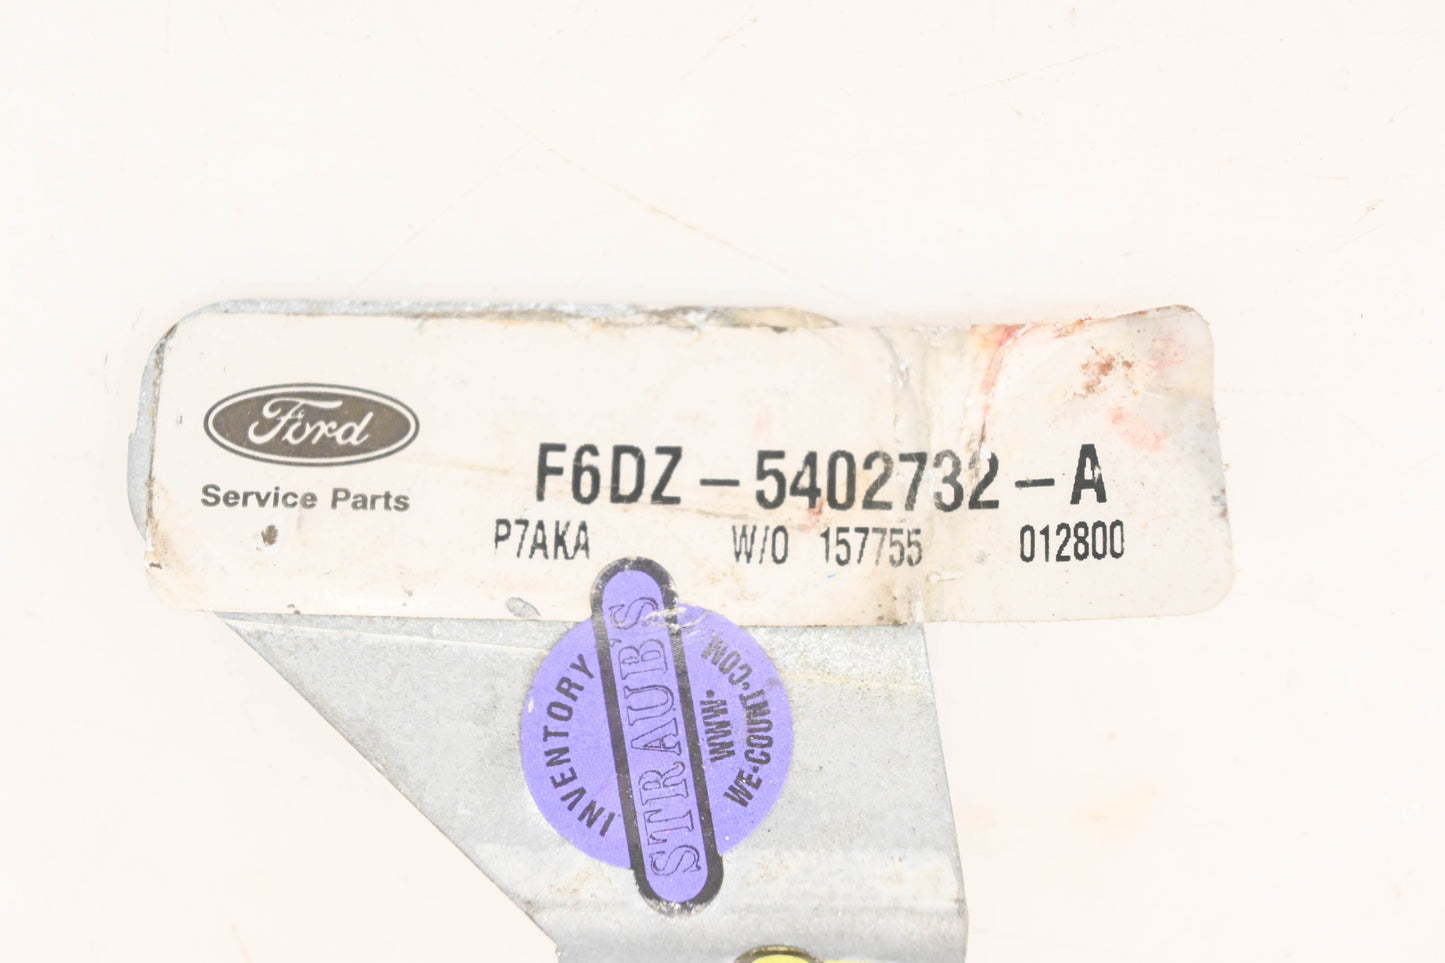 Ford
Service Parts
F6DZ-5402732-A
P7AKA W/O 157755 012800
INVENTORY
STRAUB'S
WWW.
WE-COUNT.COM